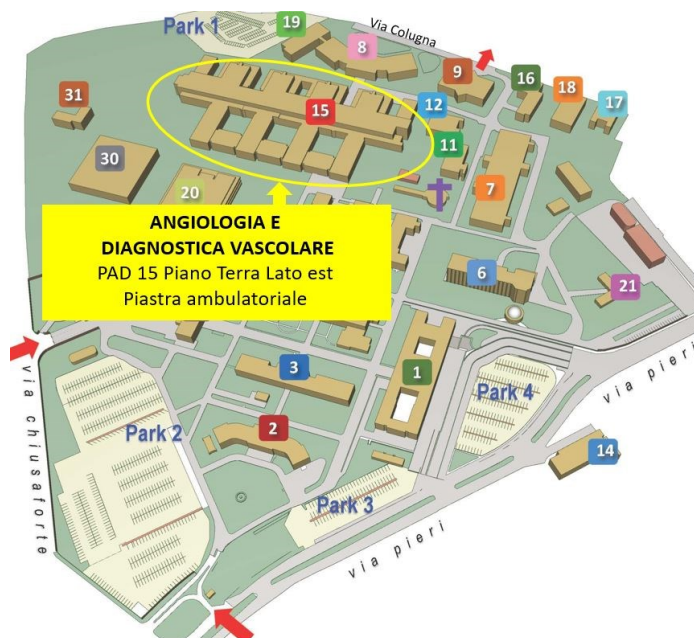 19
Via Colugna
Park 1
8
9
16
18
17
31
15
12
11
30
20
7
ANGIOLOGIA E
DIAGNOSTICA VASCOLARE
PAD 15 Piano Terra Lato est
Piastra ambulatoriale
6
21
3
1
via chiusaforte
via pieri
Park 4
Park 2
2
14
Park 3
via pieri